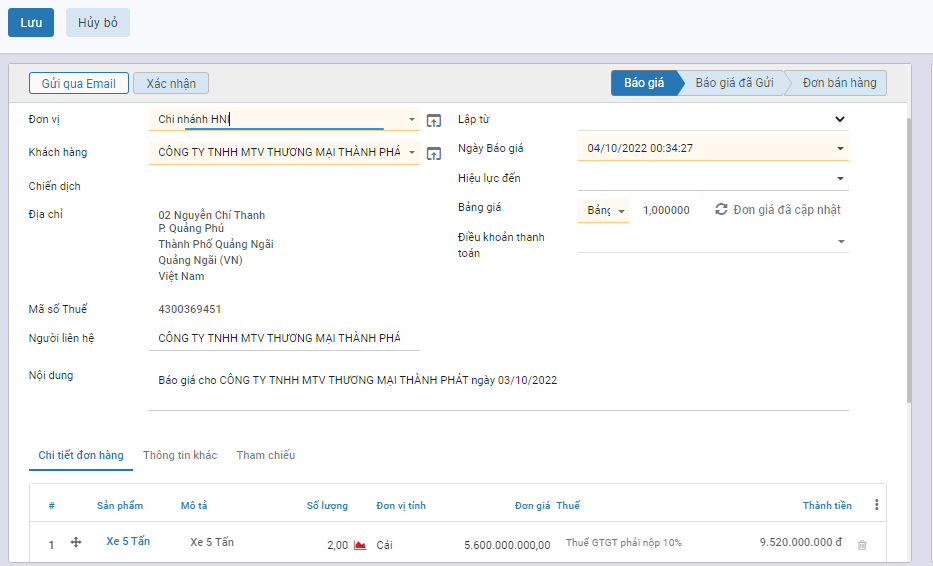 Lưu Hủy bỏ
Gửi qua Email Xác nhận Báo giá Báo giá đã Gửi Đơn bán hàng
Đơn vị Chi nhánh HNI Lập từ
Khách hàng CÔNG TY TNHH MTV THƯƠNG MẠI THÀNH PHÁ Ngày Báo giá 04/10/2022 00:34:27
Chiến dịch Hiệu lực đến
Địa chỉ 02 Nguyễn Chí Thanh Bảng giá Bảng 1,000000 Đơn giá đã cập nhật
P. Quảng Phú
Thành Phố Quảng Ngãi Điều khoản thanh toán
Quảng Ngãi (VN)
Việt Nam
Mã số Thuế 4300369451
Người liên hệ CÔNG TY TNHH MTV THƯƠNG MẠI THÀNH PHÁ
Nội dung Báo giá cho CÔNG TY TNHH MTV THƯƠNG MẠI THÀNH PHÁT ngày 03/10/2022
Chi tiết đơn hàng Thông tin khác Tham chiếu
# Sản phẩm Mô tả Số lượng Đơn vị tính Đơn giá Thuế Thành tiền
1 Xe 5 Tấn Xe 5 Tấn 2,00 Cái 5.600.000.000,00 Thuế GTGT phải nộp 10% 9.520.000.000 đ